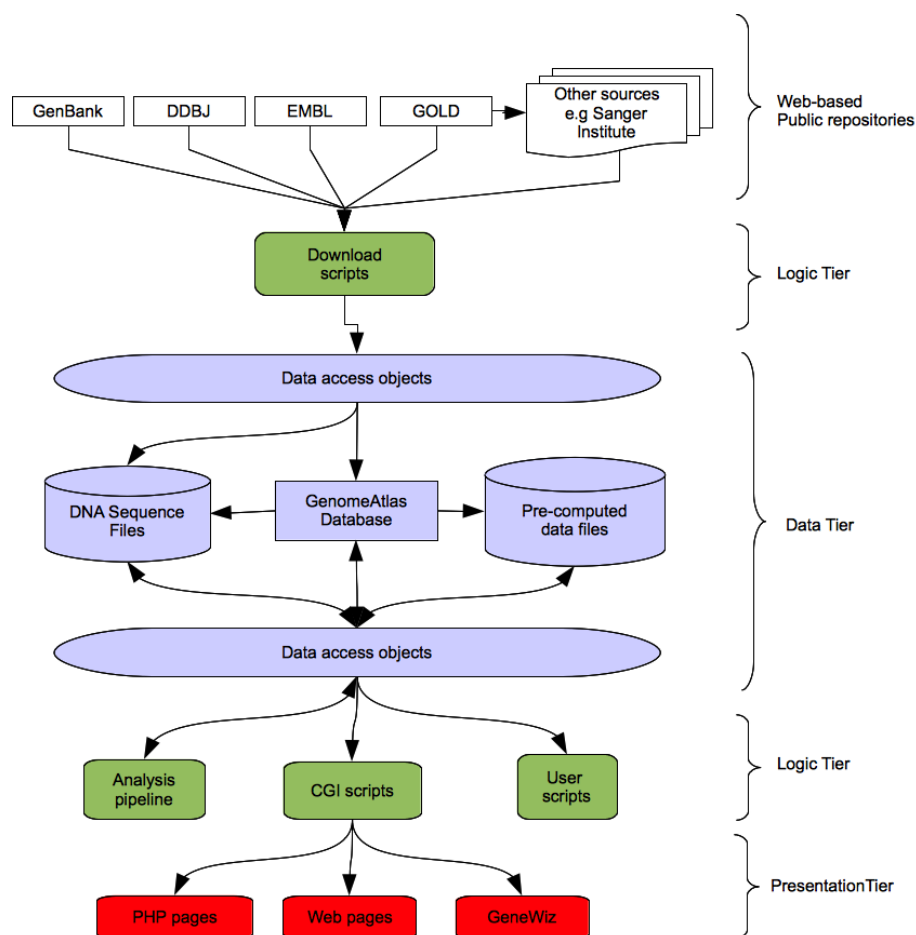 Other sources
e.g Sanger
Institute
GenBank
DDBJ
EMBL
GOLD
Web-based
Public repositories
Download
scripts
Logic Tier
Data access objects
DNA Sequence
Files
GenomeAtlas
Database
Pre-computed
data files
Data Tier
Data access objects
Analysis
pipeline
CGI scripts
User
scripts
Logic Tier
PHP pages
Web pages
GeneWiz
PresentationTier